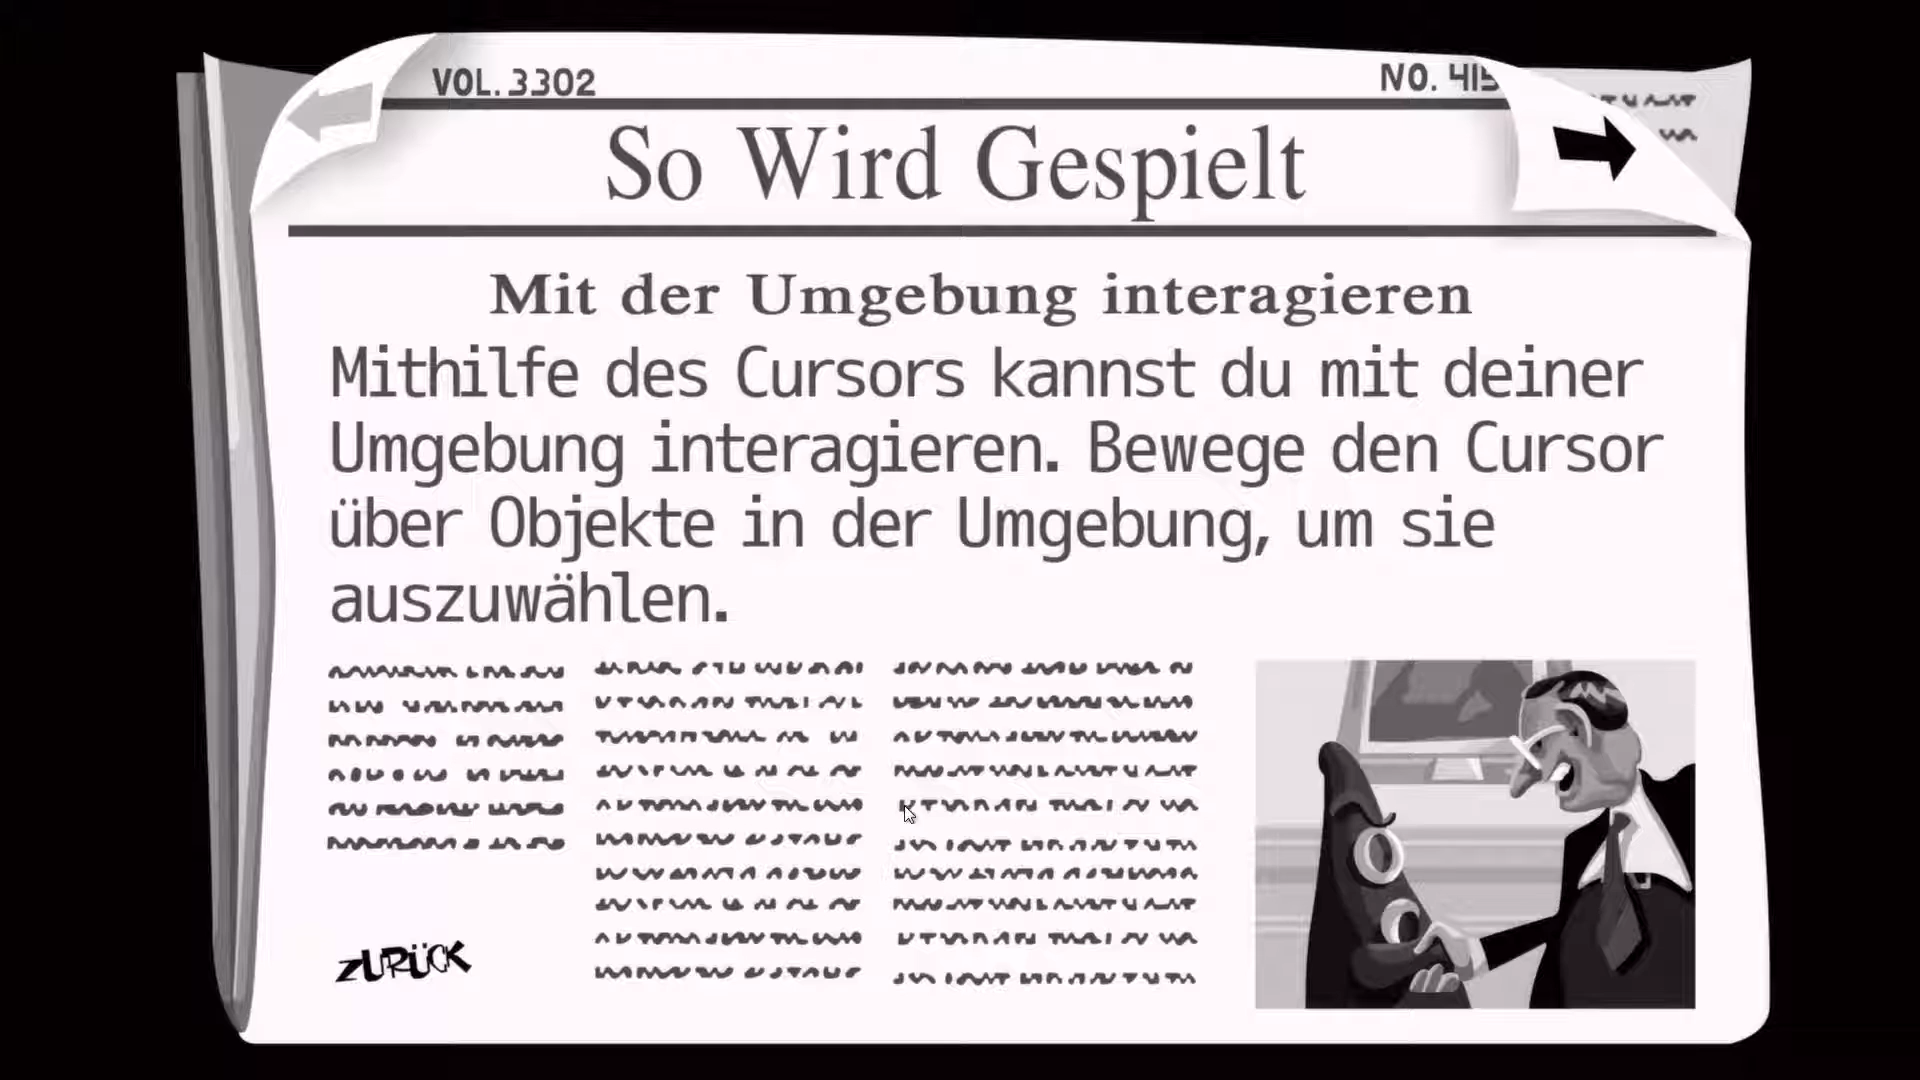 VOL. 3302
NO. 415
So Wird Gespielt
Mit der Umgebung interagieren
Mithilfe des Cursors kannst du mit deiner
Umgebung interagieren. Bewege den Cursor
über Objekte in der Umgebung, um sie
auszuwählen.
ZURÜCK